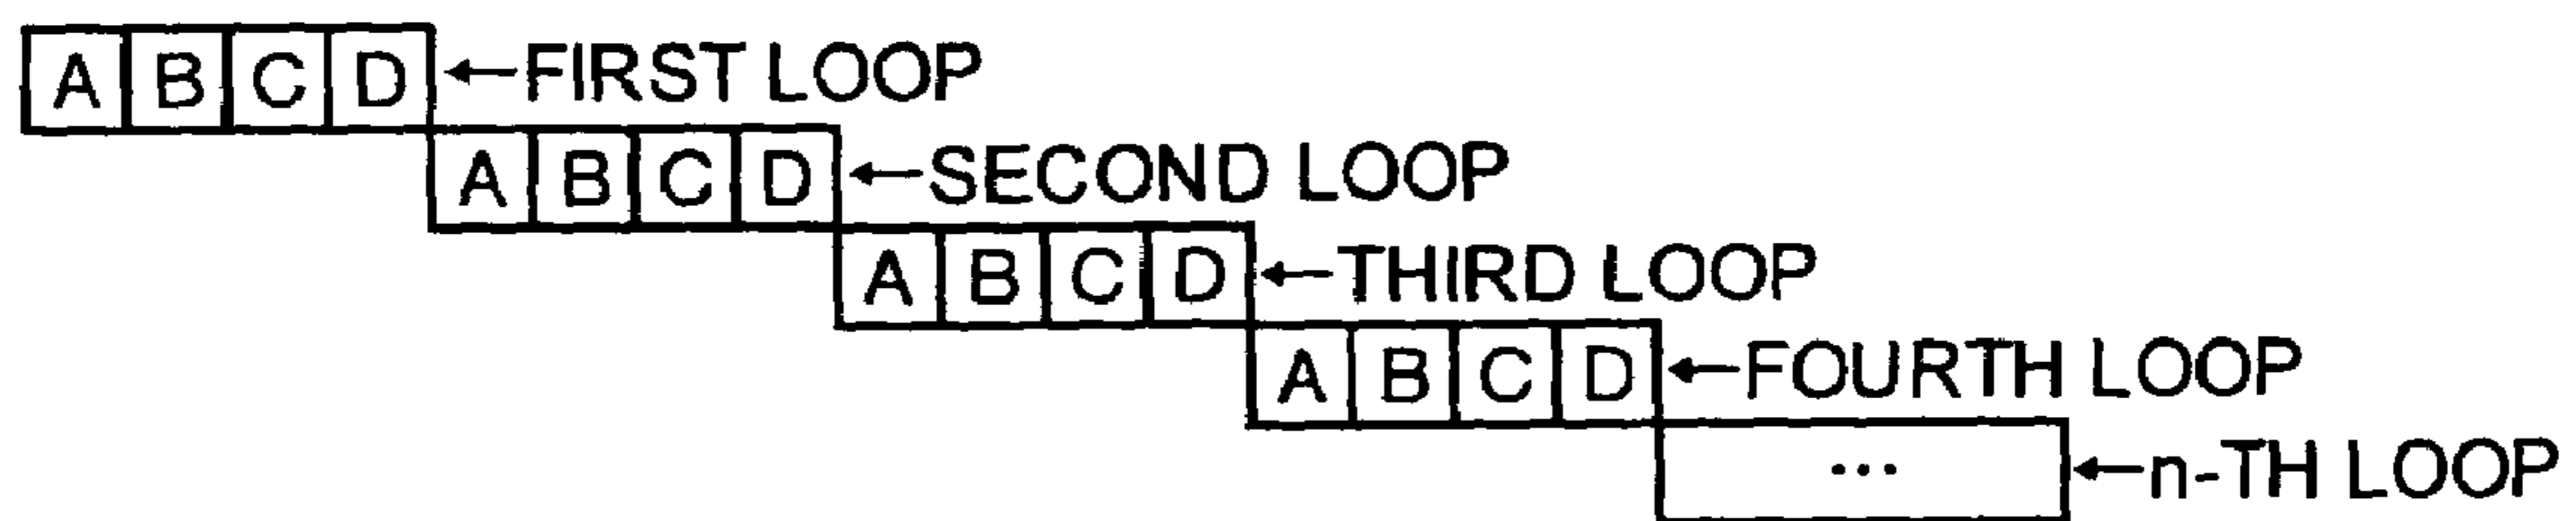 A B C D ←FIRST LOOP
A B C D ←SECOND LOOP
A B C D ←THIRD LOOP
A B C D ←FOURTH LOOP
... ←n-TH LOOP